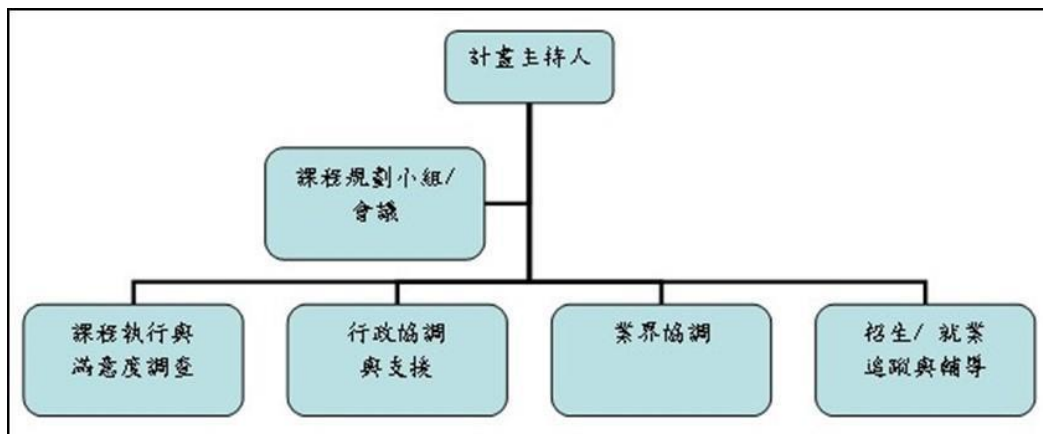 計畫主持人
課程規劃小組/
會議
課程執行與
滿意度調查
行政協調
與支援
業界協調
招生/ 就業
追蹤與輔導